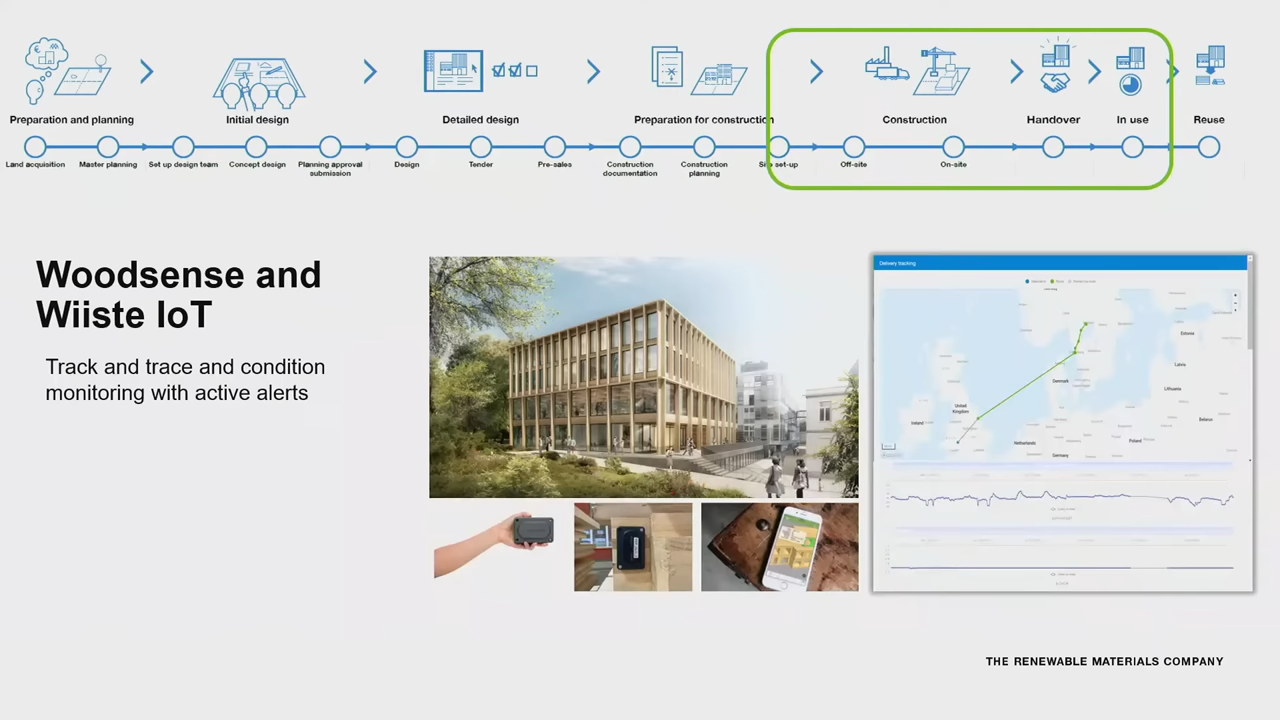 Preparation and planning
Initial design
Detailed design
Preparation for construction
Construction
Handover
In use
Reuse
Land acquisition
Master planning
Set up design team
Concept design
Planning approval
submission
Design
Tender
Pre-sales
Construction
documentation
Construction
planning
Site set-up
Off-site
On-site
Woodsense and
Wiiste IoT
Track and trace and condition
monitoring with active alerts
Delivery tracking
Estonia
Latvia
Denmark
Lithuania
United
Kingdom
Ireland
Belarus
Netherlands
Poland
Germany
THE RENEWABLE MATERIALS COMPANY